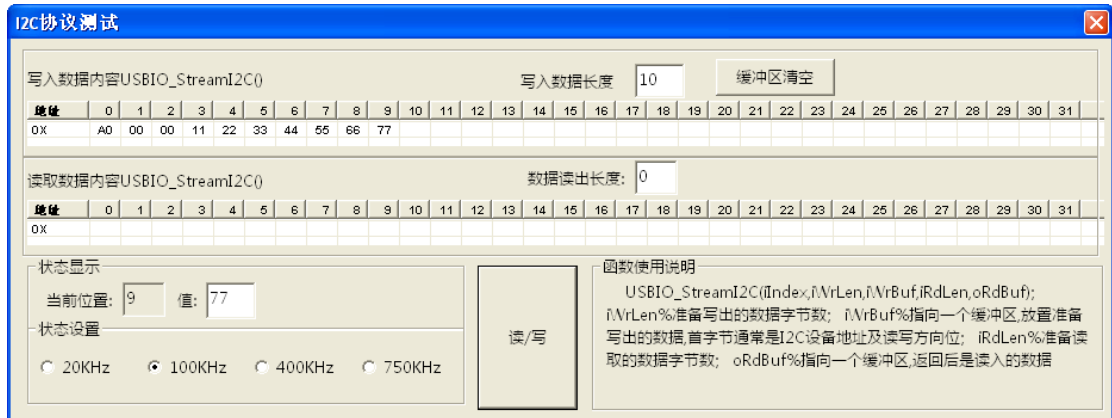 I2C协议测试
写入数据内容USBIO_StreamI2C() 写入数据长度 10 缓冲区清空
地址 0 1 2 3 4 5 6 7 8 9 10 11 12 13 14 15 16 17 18 19 20 21 22 23 24 25 26 27 28 29 30 31
0X A0 00 00 11 22 33 44 55 66 77
读取数据内容USBIO_StreamI2C() 数据读出长度: 0
地址 0 1 2 3 4 5 6 7 8 9 10 11 12 13 14 15 16 17 18 19 20 21 22 23 24 25 26 27 28 29 30 31
0X
状态显示
当前位置: 9 值: 77
状态设置
20KHz 100KHz 400KHz 750KHz
读/写
函数使用说明
USBIO_StreamI2C(iIndex,iWrLen,iWrBuf,iRdLen,oRdBuf);
iWrLen%准备写出的数据字节数; iWrBuf%指向一个缓冲区,放置准备
写出的数据,首字节通常是I2C设备地址及读写方向位; iRdLen%准备读
取的数据字节数; oRdBuf%指向一个缓冲区,返回后是读入的数据